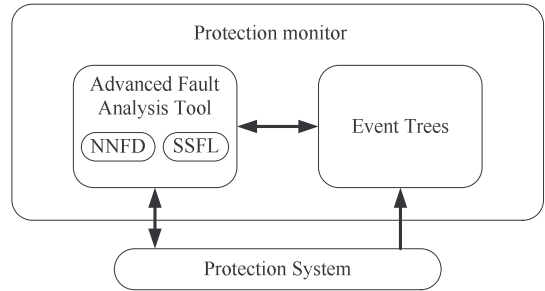 Protection monitor
Advanced Fault
Analysis Tool
NNFD
SSFL
Event Trees
Protection System